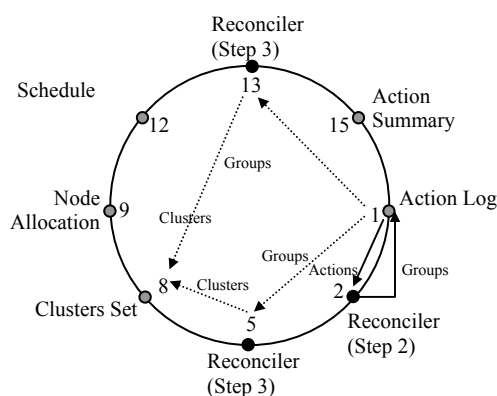 Reconciler
(Step 3)
13
Schedule
12
Action
Summary
15
Groups
Node
Allocation
9
Action Log
1
Clusters
Groups
8
Clusters
Actions
Groups
2
Clusters Set
5
Reconciler
(Step 2)
Reconciler
(Step 3)